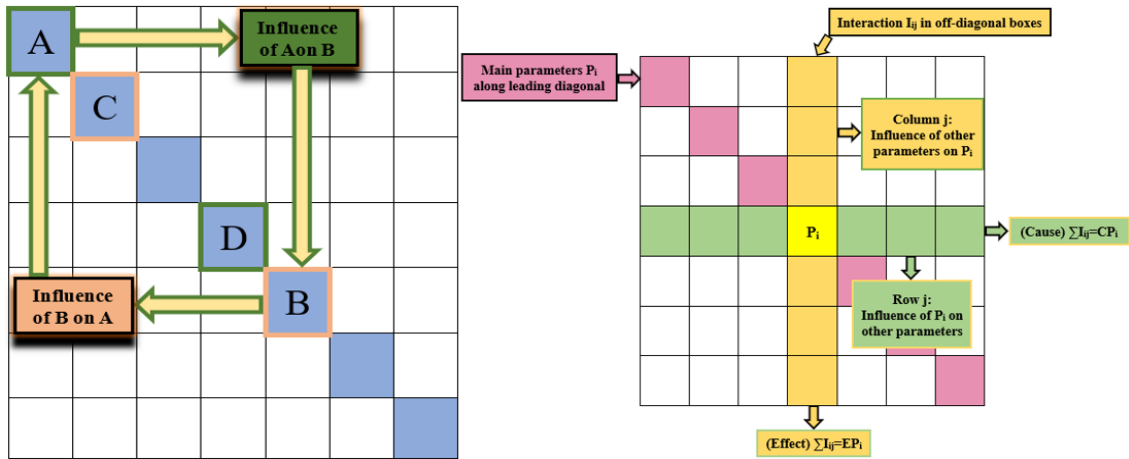 A
Influence
of Aon B
C
D
B
Influence
of B on A
Interaction Iij in off-diagonal boxes
Main parameters Pi
along leading diagonal
Column j:
Influence of other
parameters on Pi
Pi
(Cause) ∑Iij=CPi
Row j:
Influence of Pi on
other parameters
(Effect) ∑Iij=EPi